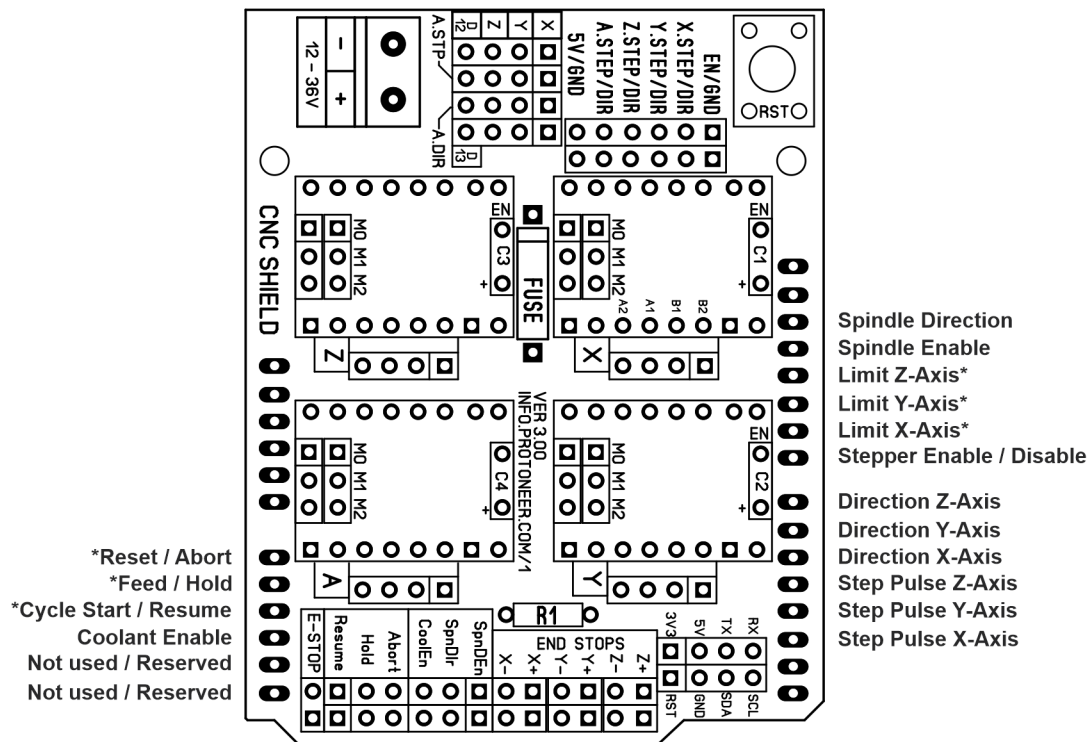 12 - 36V
-
+
A.STP
D
12
Z
Y
X
A.DIR
D
13
5V/GND
A.STEP/DIR
Z.STEP/DIR
Y.STEP/DIR
X.STEP/DIR
EN/GND
RST
CNC SHIELD
M0
M1
M2
EN
C3
+
Z
FUSE
M0
M1
M2
EN
C1
+
A2
A1
B1
B2
X
M0
M1
M2
C4
+
A
VER 3.00
INFO.PROTONEER.COM/1
M0
M1
M2
EN
C2
+
Y
R1
E-STOP
Resume
Hold
Abort
CoolEn
SpnDIr
SpnDEn
END STOPS
X-
X+
Y-
Y+
Z-
Z+
3V3
5V
TX
RX
RST
GND
SDA
SCL
*Reset / Abort
*Feed / Hold
*Cycle Start / Resume
Coolant Enable
Not used / Reserved
Not used / Reserved
Spindle Direction
Spindle Enable
Limit Z-Axis*
Limit Y-Axis*
Limit X-Axis*
Stepper Enable / Disable
Direction Z-Axis
Direction Y-Axis
Direction X-Axis
Step Pulse Z-Axis
Step Pulse Y-Axis
Step Pulse X-Axis